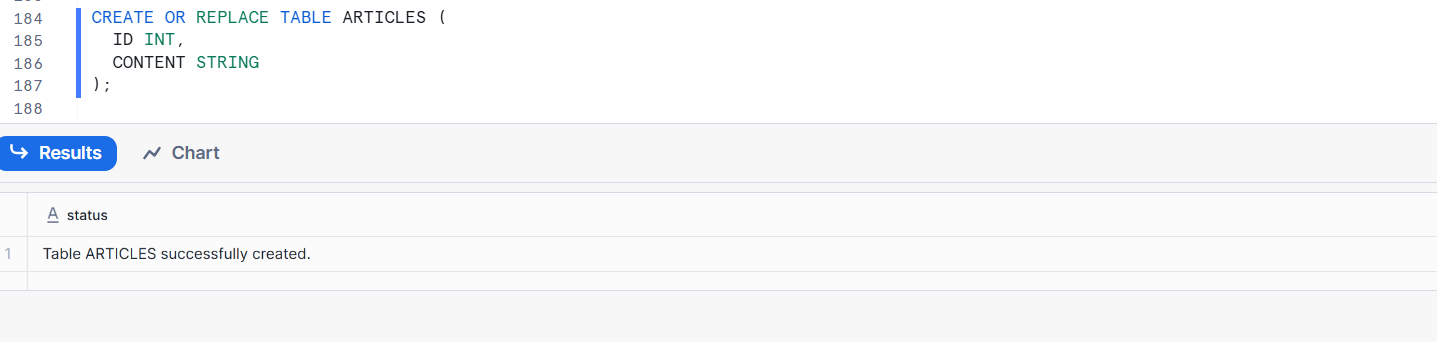 184 CREATE OR REPLACE TABLE ARTICLES (
185 ID INT,
186 CONTENT STRING
187 );
188
Results Chart
A status
1 Table ARTICLES successfully created.